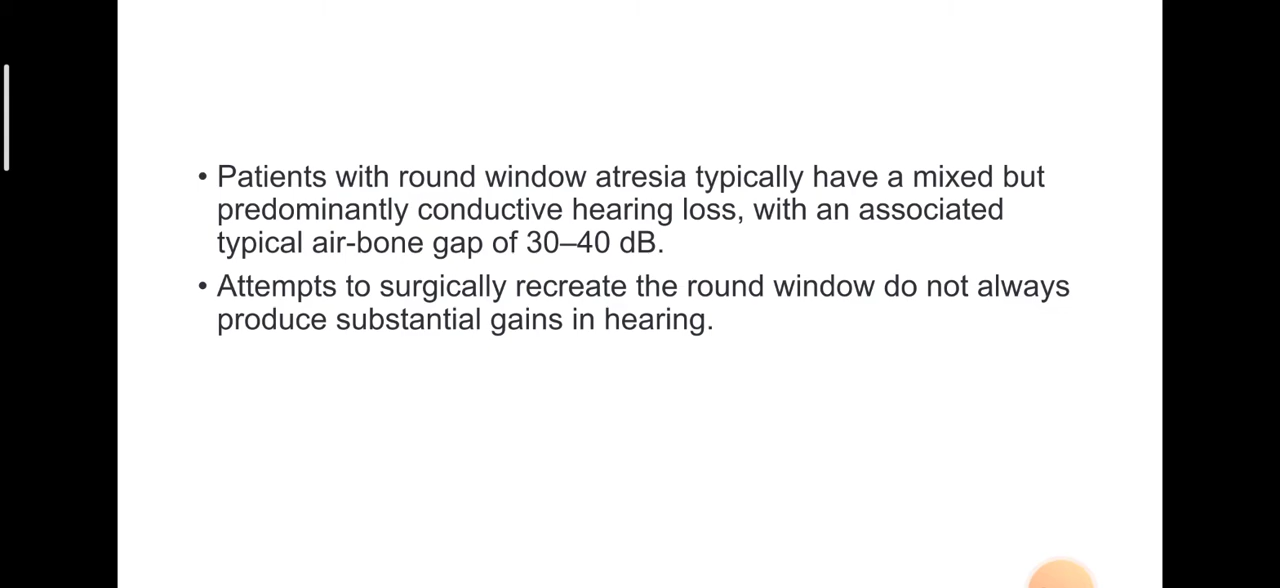 • Patients with round window atresia typically have a mixed but
predominantly conductive hearing loss, with an associated
typical air-bone gap of 30–40 dB.
• Attempts to surgically recreate the round window do not always
produce substantial gains in hearing.